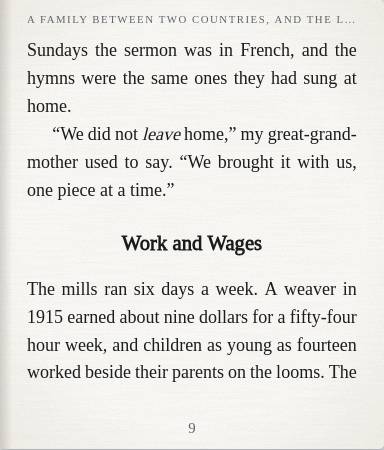 A FAMILY BETWEEN TWO COUNTRIES, AND THE L...
Sundays the sermon was in French, and the
hymns were the same ones they had sung at
home.
“We did not leave home,” my great-grand-
mother used to say. “We brought it with us,
one piece at a time.”
Work and Wages
The mills ran six days a week. A weaver in
1915 earned about nine dollars for a fifty-four
hour week, and children as young as fourteen
worked beside their parents on the looms. The
9